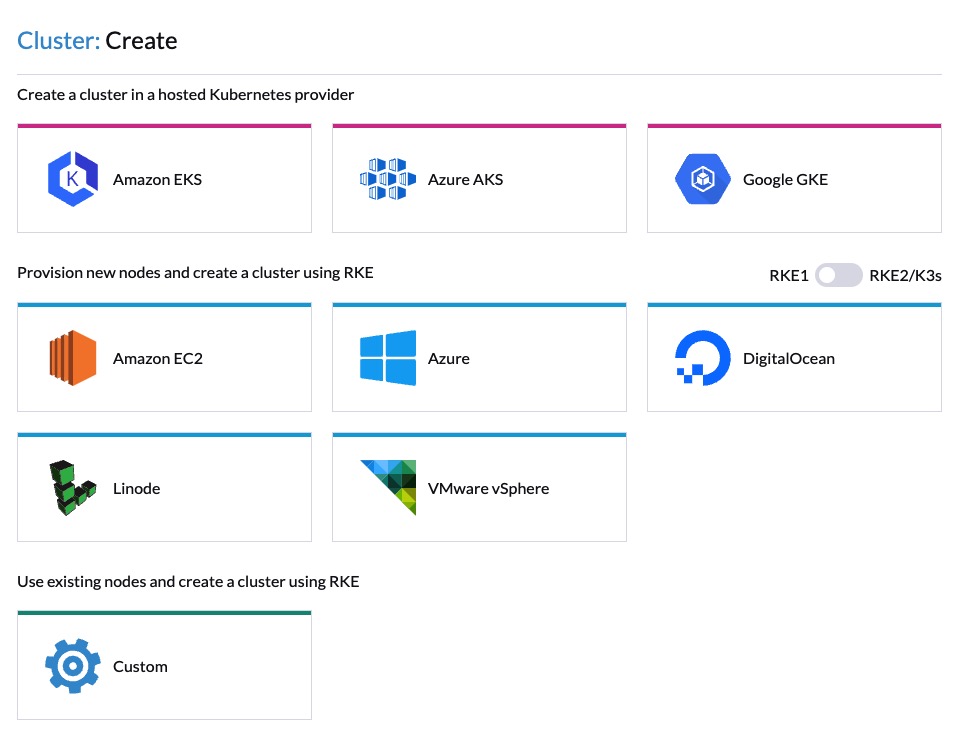 Cluster: Create
Create a cluster in a hosted Kubernetes provider
K
Amazon EKS
Azure AKS
Google GKE
Provision new nodes and create a cluster using RKE
RKE1
RKE2/K3s
Amazon EC2
Azure
DigitalOcean
Linode
VMware vSphere
Use existing nodes and create a cluster using RKE
Custom